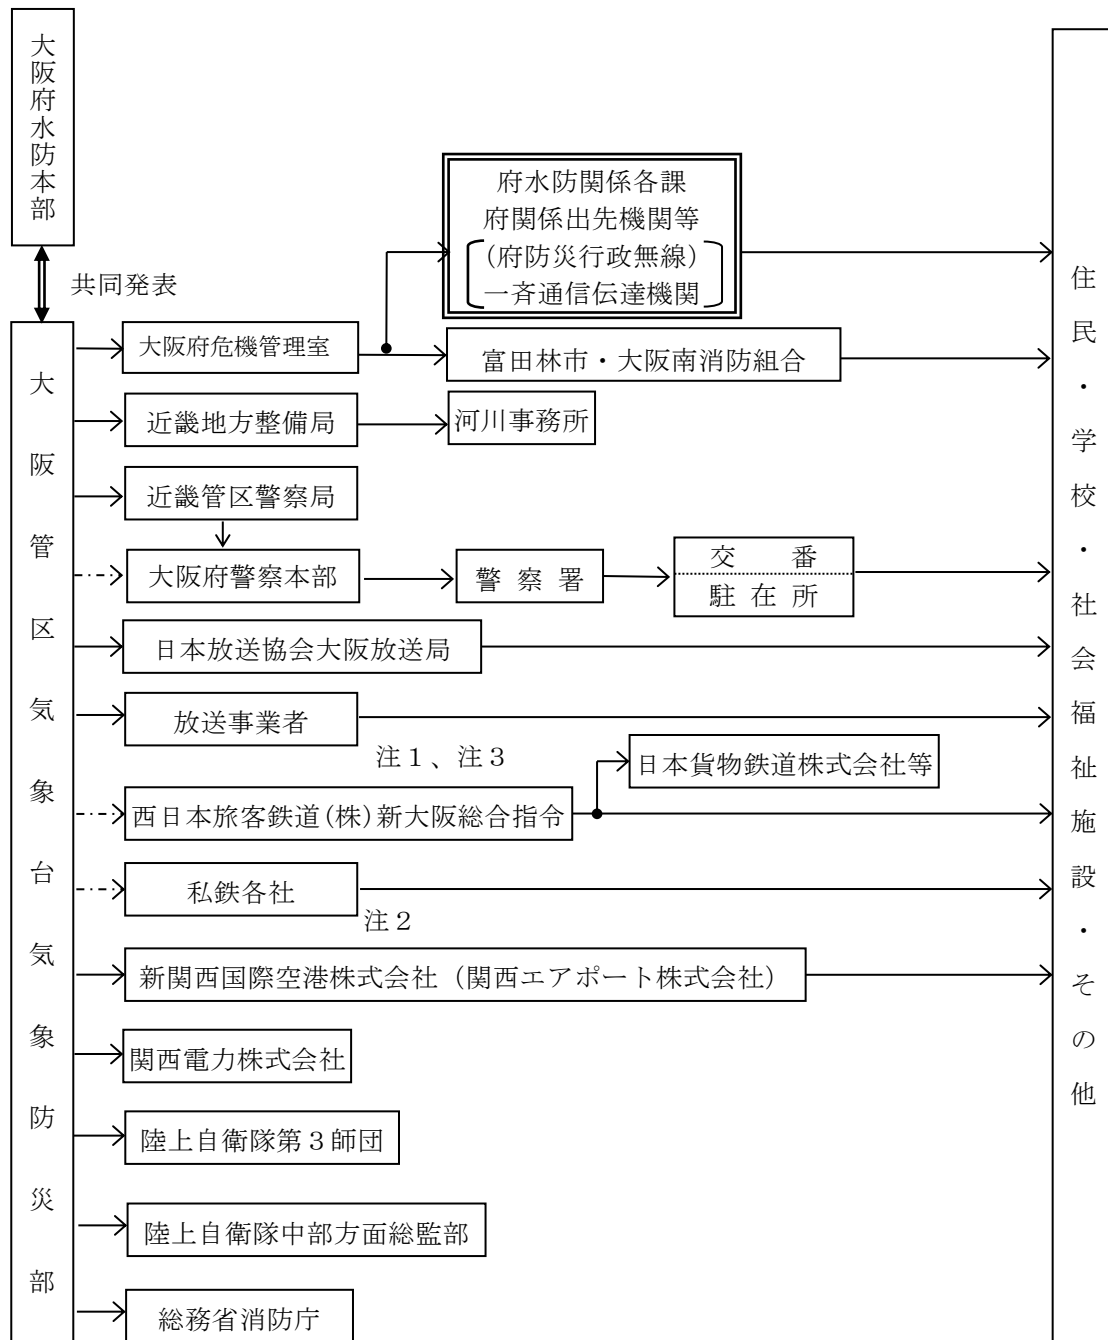 大阪府水防本部
共同発表
大阪管区気象台気象防災部
大阪府危機管理室
府水防関係各課
府関係出先機関等
(府防災行政無線)
一斉通信伝達機関
富田林市・大阪南消防組合
近畿地方整備局
河川事務所
近畿管区警察局
大阪府警察本部
警察署
交番
駐在所
日本放送協会大阪放送局
放送事業者
注１、注３
日本貨物鉄道株式会社等
西日本旅客鉄道(株)新大阪総合指令
私鉄各社
注２
新関西国際空港株式会社（関西エアポート株式会社）
関西電力株式会社
陸上自衛隊第３師団
陸上自衛隊中部方面総監部
総務省消防庁
住民・学校・社会福祉施設・その他